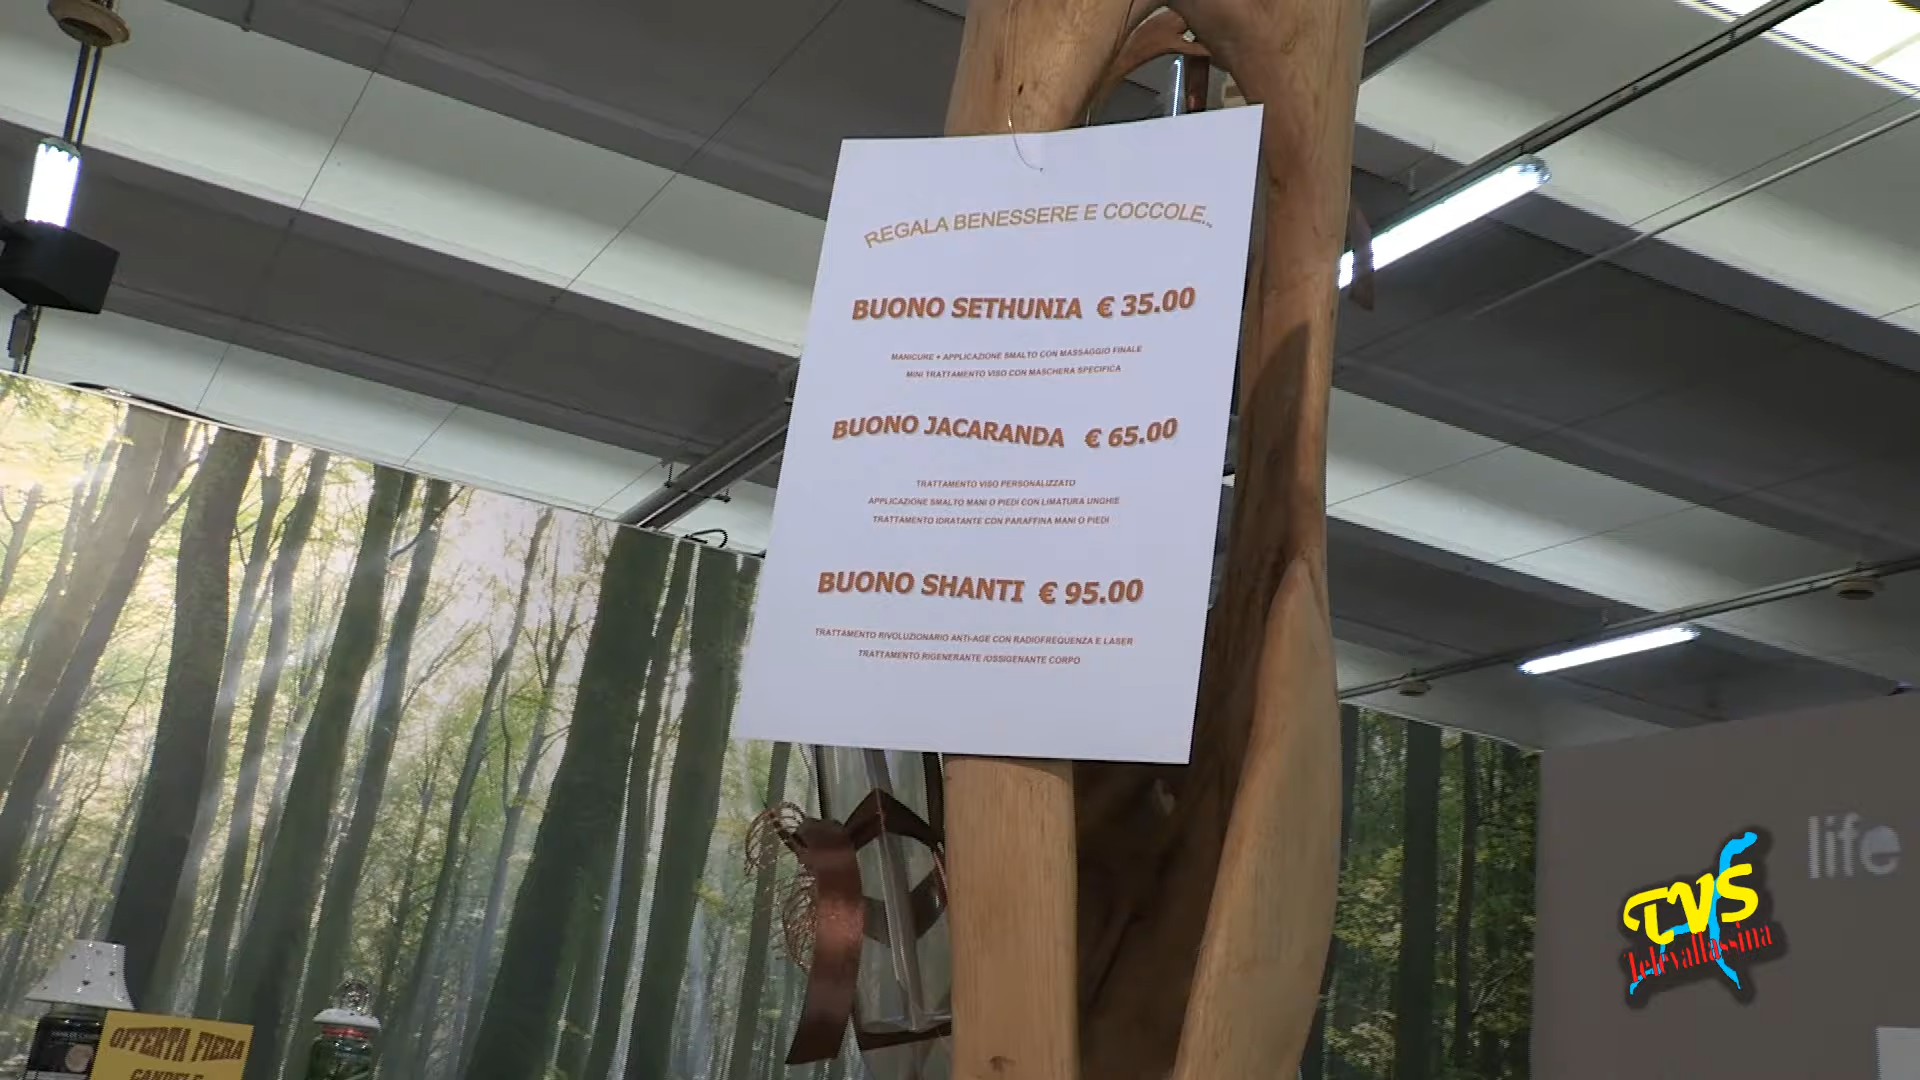 REGALA BENESSERE E COCCOLE..
BUONO SETHUNIA € 35.00
MANICURE + APPLICAZIONE SMALTO CON MASSAGGIO FINALE
MINI TRATTAMENTO VISO CON MASCHERA SPECIFICA
BUONO JACARANDA € 65.00
TRATTAMENTO VISO PERSONALIZZATO
APPLICAZIONE SMALTO MANI O PIEDI CON LIMATURA UNGHIE
TRATTAMENTO IDRATANTE CON PARAFFINA MANI O PIEDI
BUONO SHANTI € 95.00
TRATTAMENTO RIVOLUZIONARIO ANTI-AGE CON RADIOFREQUENZA E LASER
TRATTAMENTO RIGENERANTE /OSSIGENANTE CORPO
life
TVS
Televallassina
OFFERTA FIERA
CANDELE